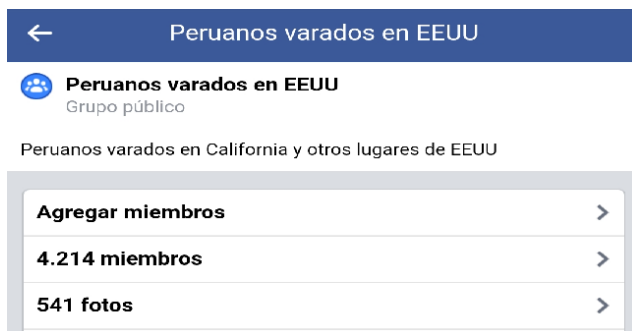 Peruanos varados en EEUU
Peruanos varados en EEUU
Grupo público
Peruanos varados en California y otros lugares de EEUU
Agregar miembros
4.214 miembros
541 fotos